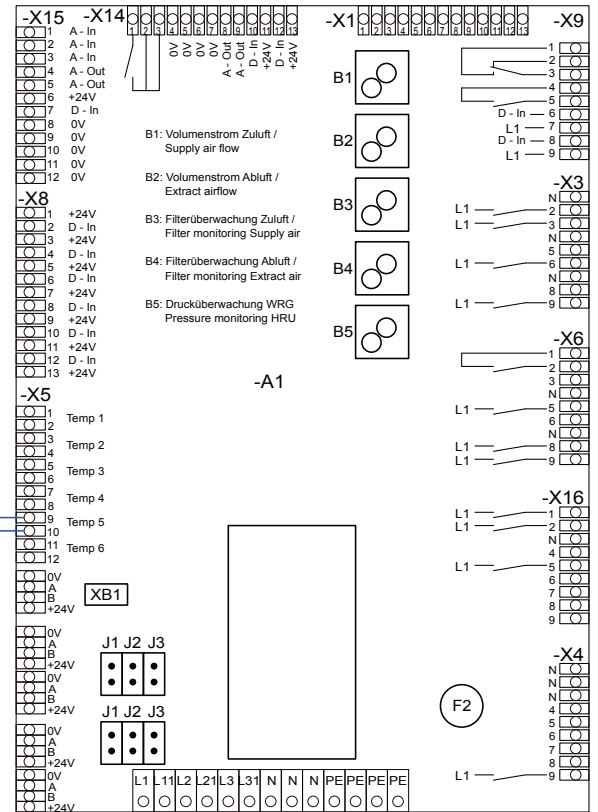 -X15
1 A - In
2 A - In
3 A - In
4 A - Out
5 A - Out
6 +24V
7 D - In
8 0V
9 0V
10 0V
11 0V
12 0V
-X14
1 2 3 4 5 6 7 8 9 10 11 12 13
0V
0V
0V
0V
A - Out
A - Out
D - In
+24V
D - In
+24V
-X1
1 2 3 4 5 6 7 8 9 10 11 12 13
-X9
1
2
3
4
5
D - In 6
L1 7
D - In 8
L1 9
B1: Volumenstrom Zuluft /
Supply air flow
B2: Volumenstrom Abluft /
Extract airflow
B3: Filterüberwachung Zuluft /
Filter monitoring Supply air
B4: Filterüberwachung Abluft /
Filter monitoring Extract air
B5: Drucküberwachung WRG
Pressure monitoring HRU
B1
B2
B3
B4
B5
-X8
1 +24V
2 D - In
3 +24V
4 D - In
5 +24V
6 D - In
7 +24V
8 D - In
9 +24V
10 D - In
11 +24V
12 D - In
13 +24V
-X3
N
L1 2
L1 3
N
5
L1 6
N
8
L1 9
-A1
-X6
1
2
3
N
L1 5
6
N
L1 8
L1 9
-X5
1
2
Temp 1
3
4
Temp 2
5
6
Temp 3
7
8
Temp 4
9
10
Temp 5
11
12
Temp 6
-X16
L1 1
L1 2
N
4
L1 5
6
7
8
9
0V
A
B
+24V
XB1
0V
A
B
+24V
0V
A
B
+24V
J1 J2 J3
0V
A
B
+24V
0V
A
B
+24V
J1 J2 J3
F2
-X4
N
N
N
4
5
6
7
8
L1 9
L1 L11 L2 L21 L3 L31 N N N PE PE PE PE